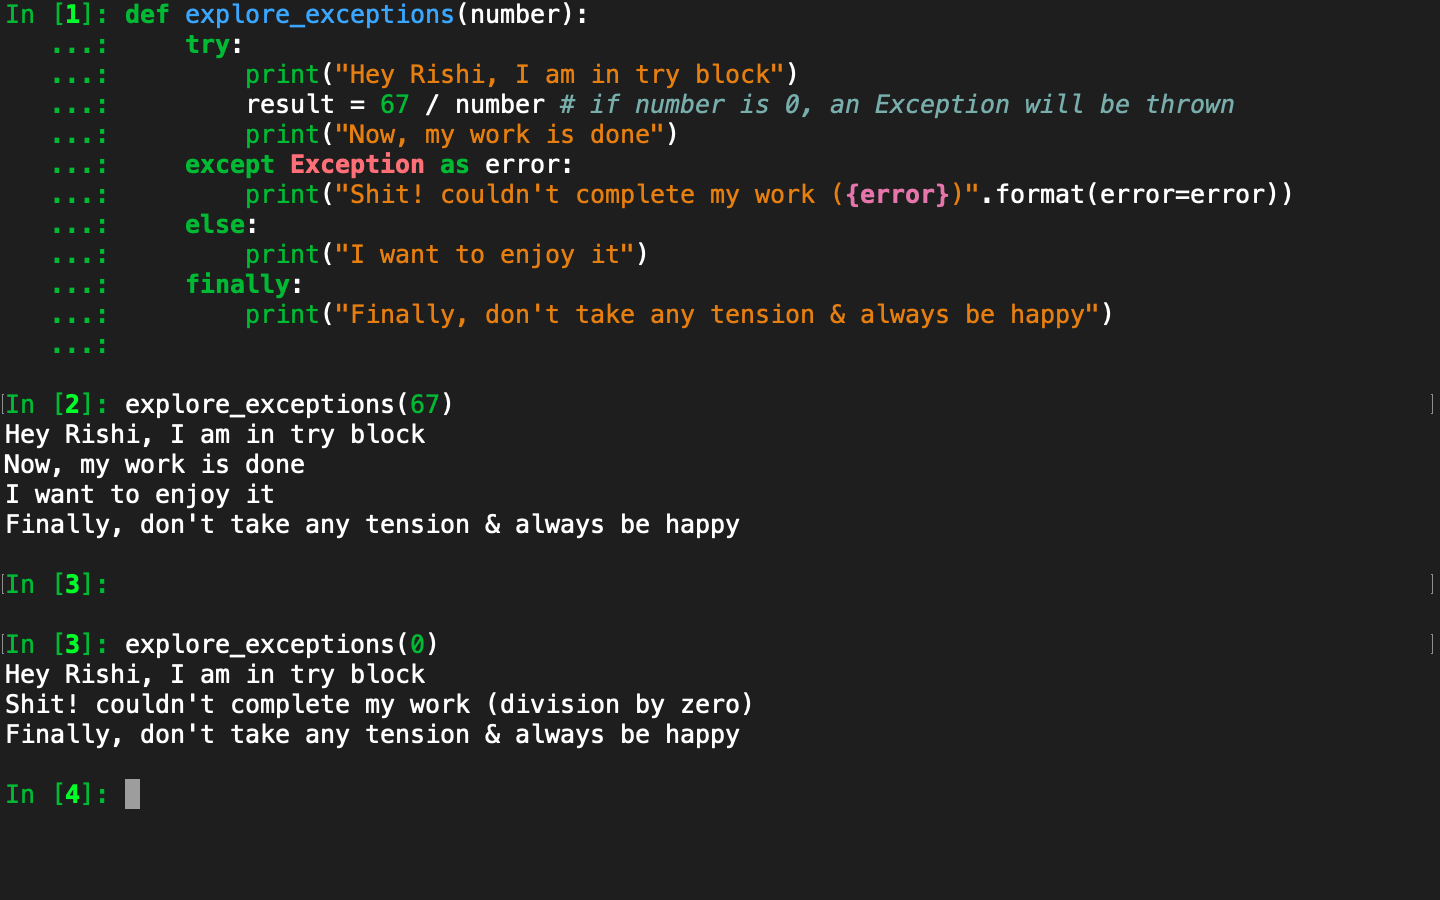 In [1]: def explore_exceptions(number):
   ...:     try:
   ...:         print("Hey Rishi, I am in try block")
   ...:         result = 67 / number # if number is 0, an Exception will be thrown
   ...:         print("Now, my work is done")
   ...:     except Exception as error:
   ...:         print("Shit! couldn't complete my work ({error})".format(error=error))
   ...:     else:
   ...:         print("I want to enjoy it")
   ...:     finally:
   ...:         print("Finally, don't take any tension & always be happy")
   ...:
[In [2]: explore_exceptions(67) ]
Hey Rishi, I am in try block
Now, my work is done
I want to enjoy it
Finally, don't take any tension & always be happy
[In [3]: ]
[In [3]: explore_exceptions(0) ]
Hey Rishi, I am in try block
Shit! couldn't complete my work (division by zero)
Finally, don't take any tension & always be happy
In [4]: